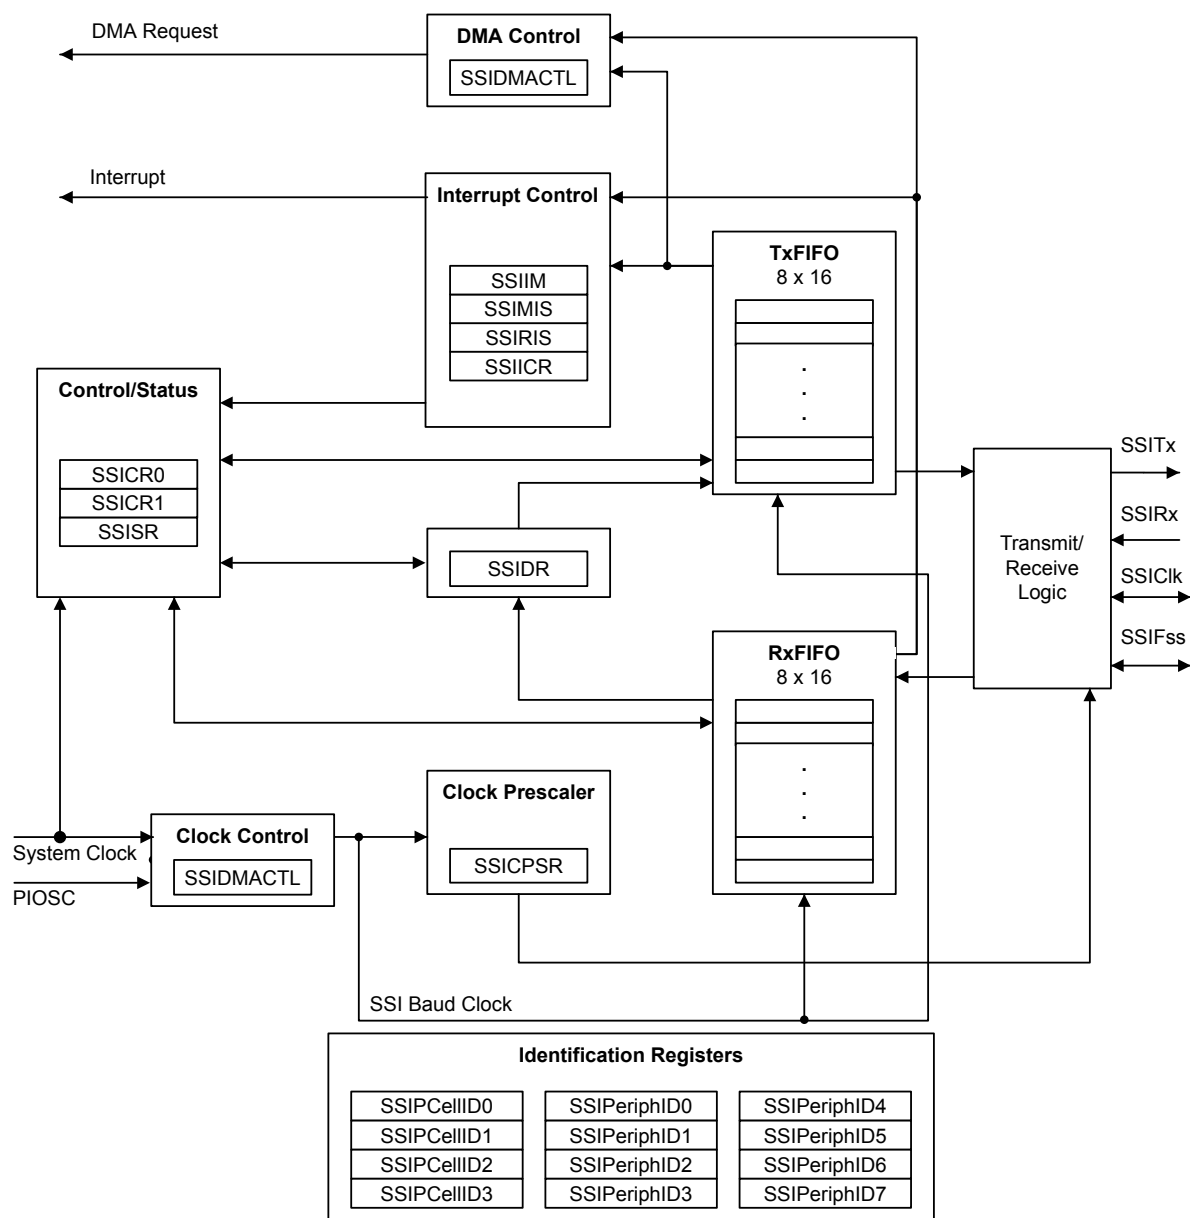 DMA Request
DMA Control
SSIDMACTL
Interrupt
Interrupt Control
SSIIM
SSIMIS
SSIRIS
SSIICR
TxFIFO
8 x 16
.
.
.
Control/Status
SSICR0
SSICR1
SSISR
SSIDR
Transmit/
Receive
Logic
SSITx
SSIRx
SSIClk
SSIFss
RxFIFO
8 x 16
.
.
.
Clock Prescaler
SSICPSR
System Clock
PIOSC
Clock Control
SSIDMACTL
SSI Baud Clock
Identification Registers
SSIPCellID0
SSIPCellID1
SSIPCellID2
SSIPCellID3
SSIPeriphID0
SSIPeriphID1
SSIPeriphID2
SSIPeriphID3
SSIPeriphID4
SSIPeriphID5
SSIPeriphID6
SSIPeriphID7